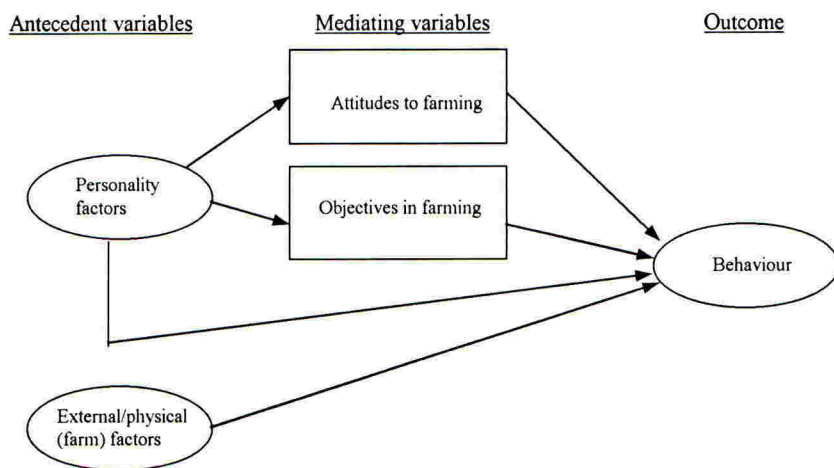 Antecedent variables
Mediating variables
Outcome
Attitudes to farming
Personality
factors
Objectives in farming
Behaviour
External/physical
(farm) factors